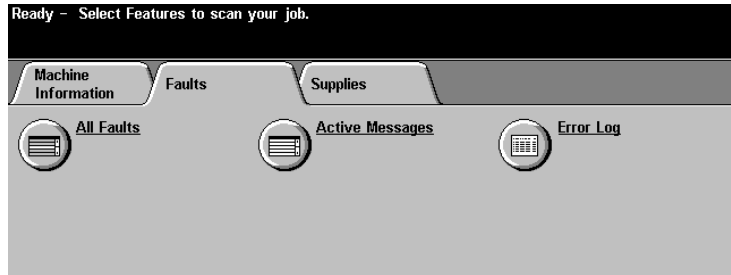 Ready -  Select Features to scan your job.
Machine
Information
Faults
Supplies
All Faults
Active Messages
Error Log